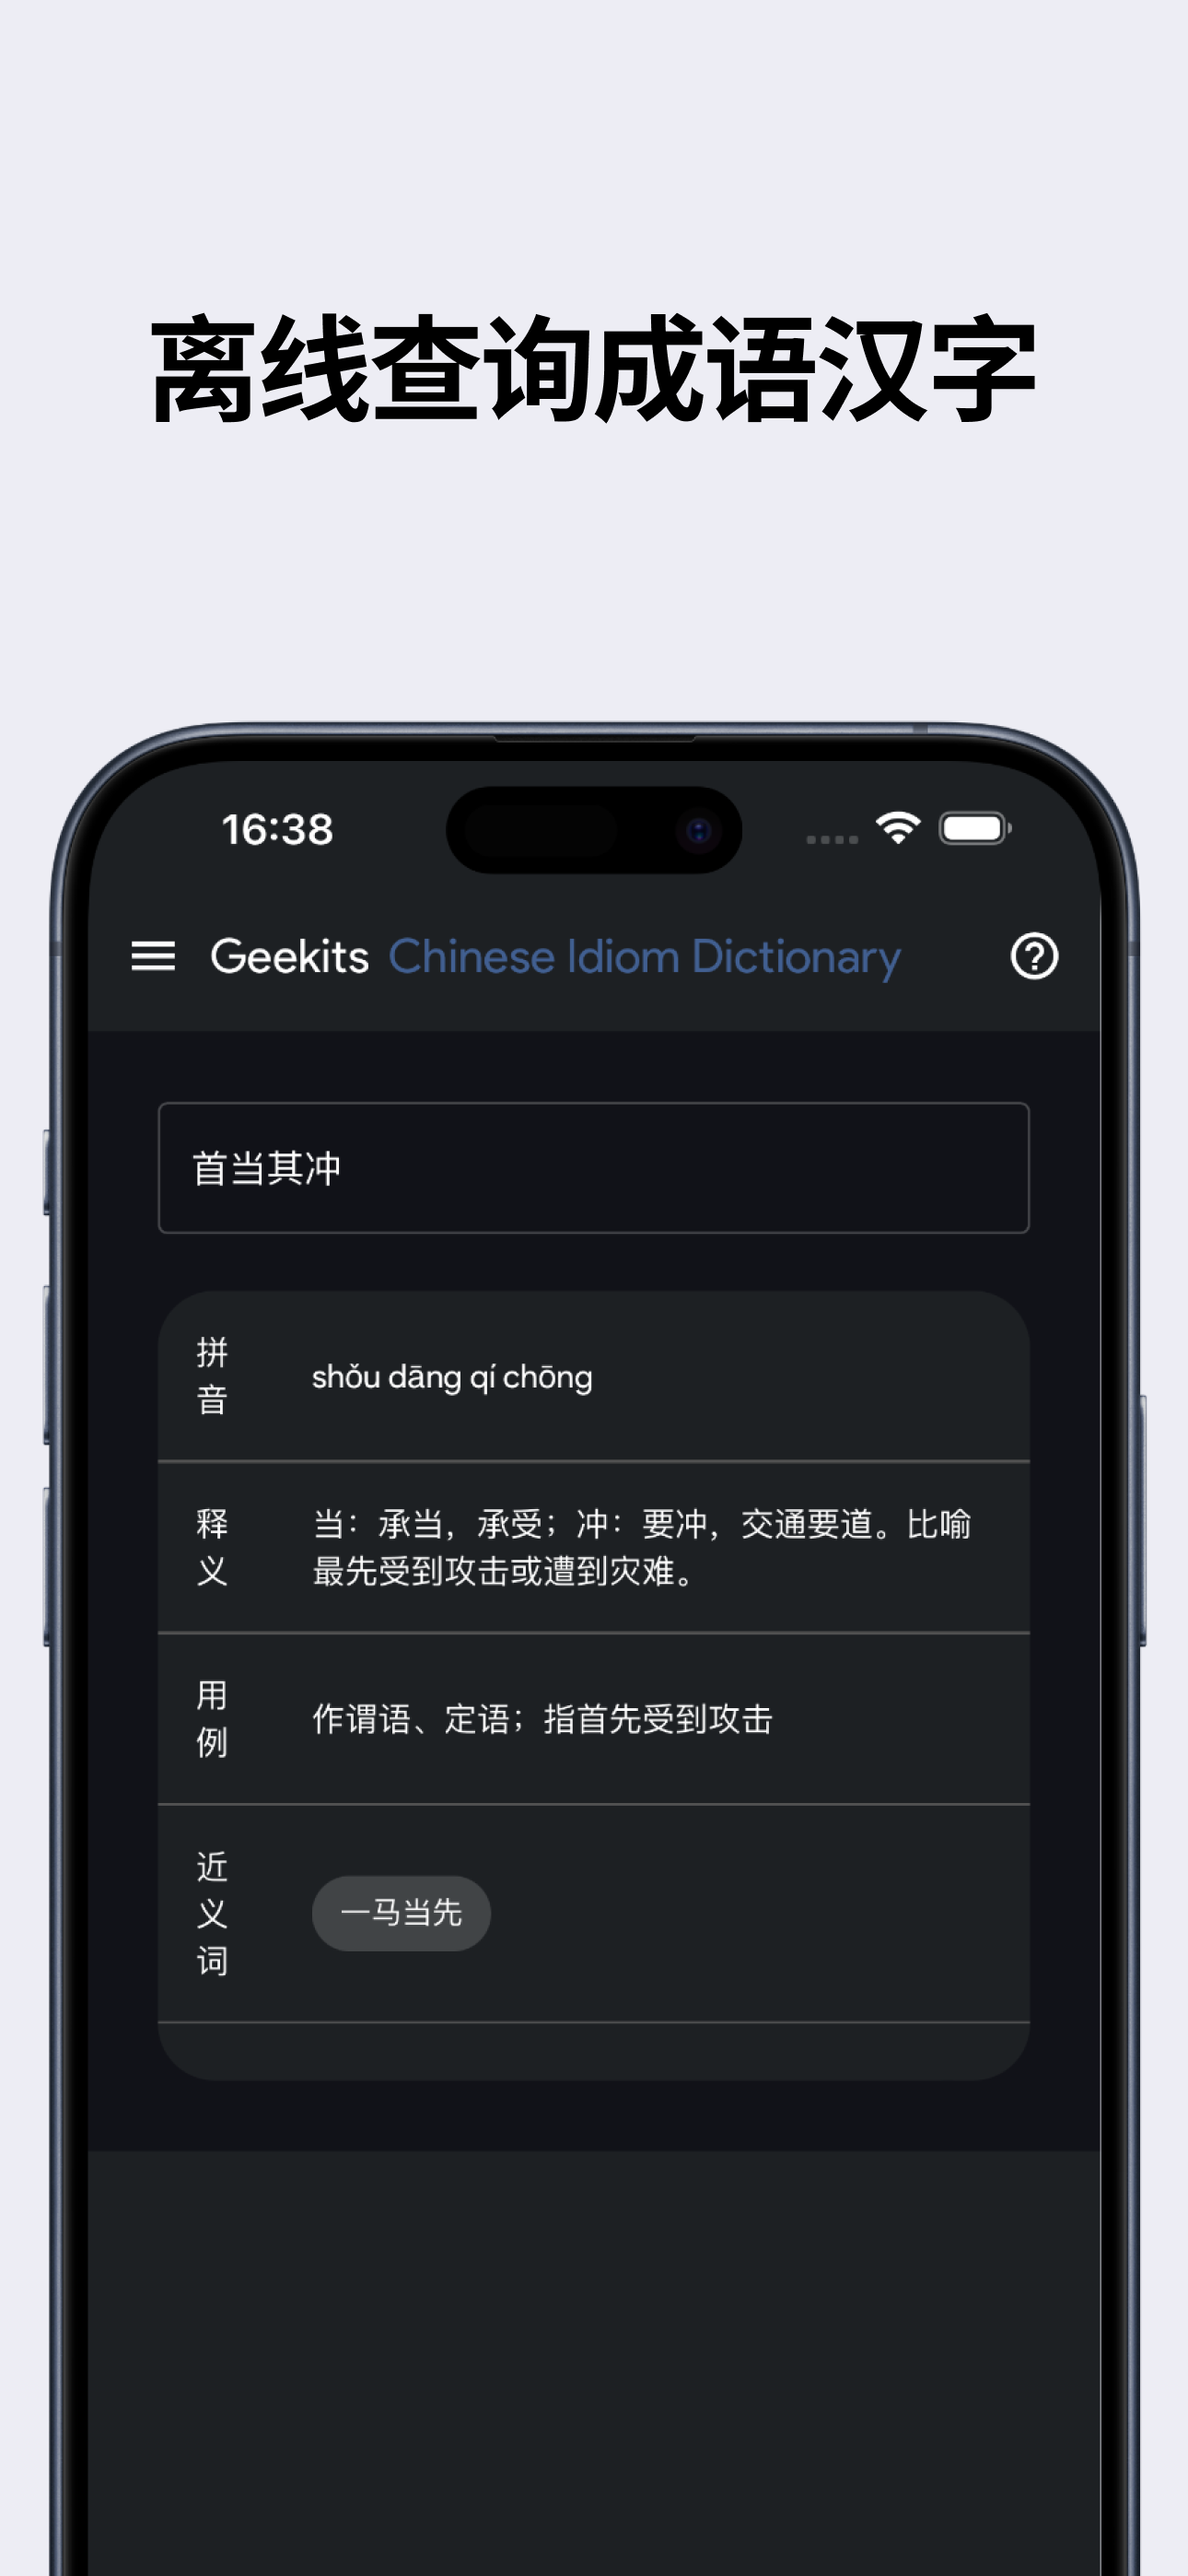 离线查询成语汉字
16:38
Geekits Chinese Idiom Dictionary
首当其冲
拼音
shǒu dāng qí chōng
释义
当：承当，承受；冲：要冲，交通要道。比喻
最先受到攻击或遭到灾难。
用例
作谓语、定语；指首先受到攻击
近义词
一马当先